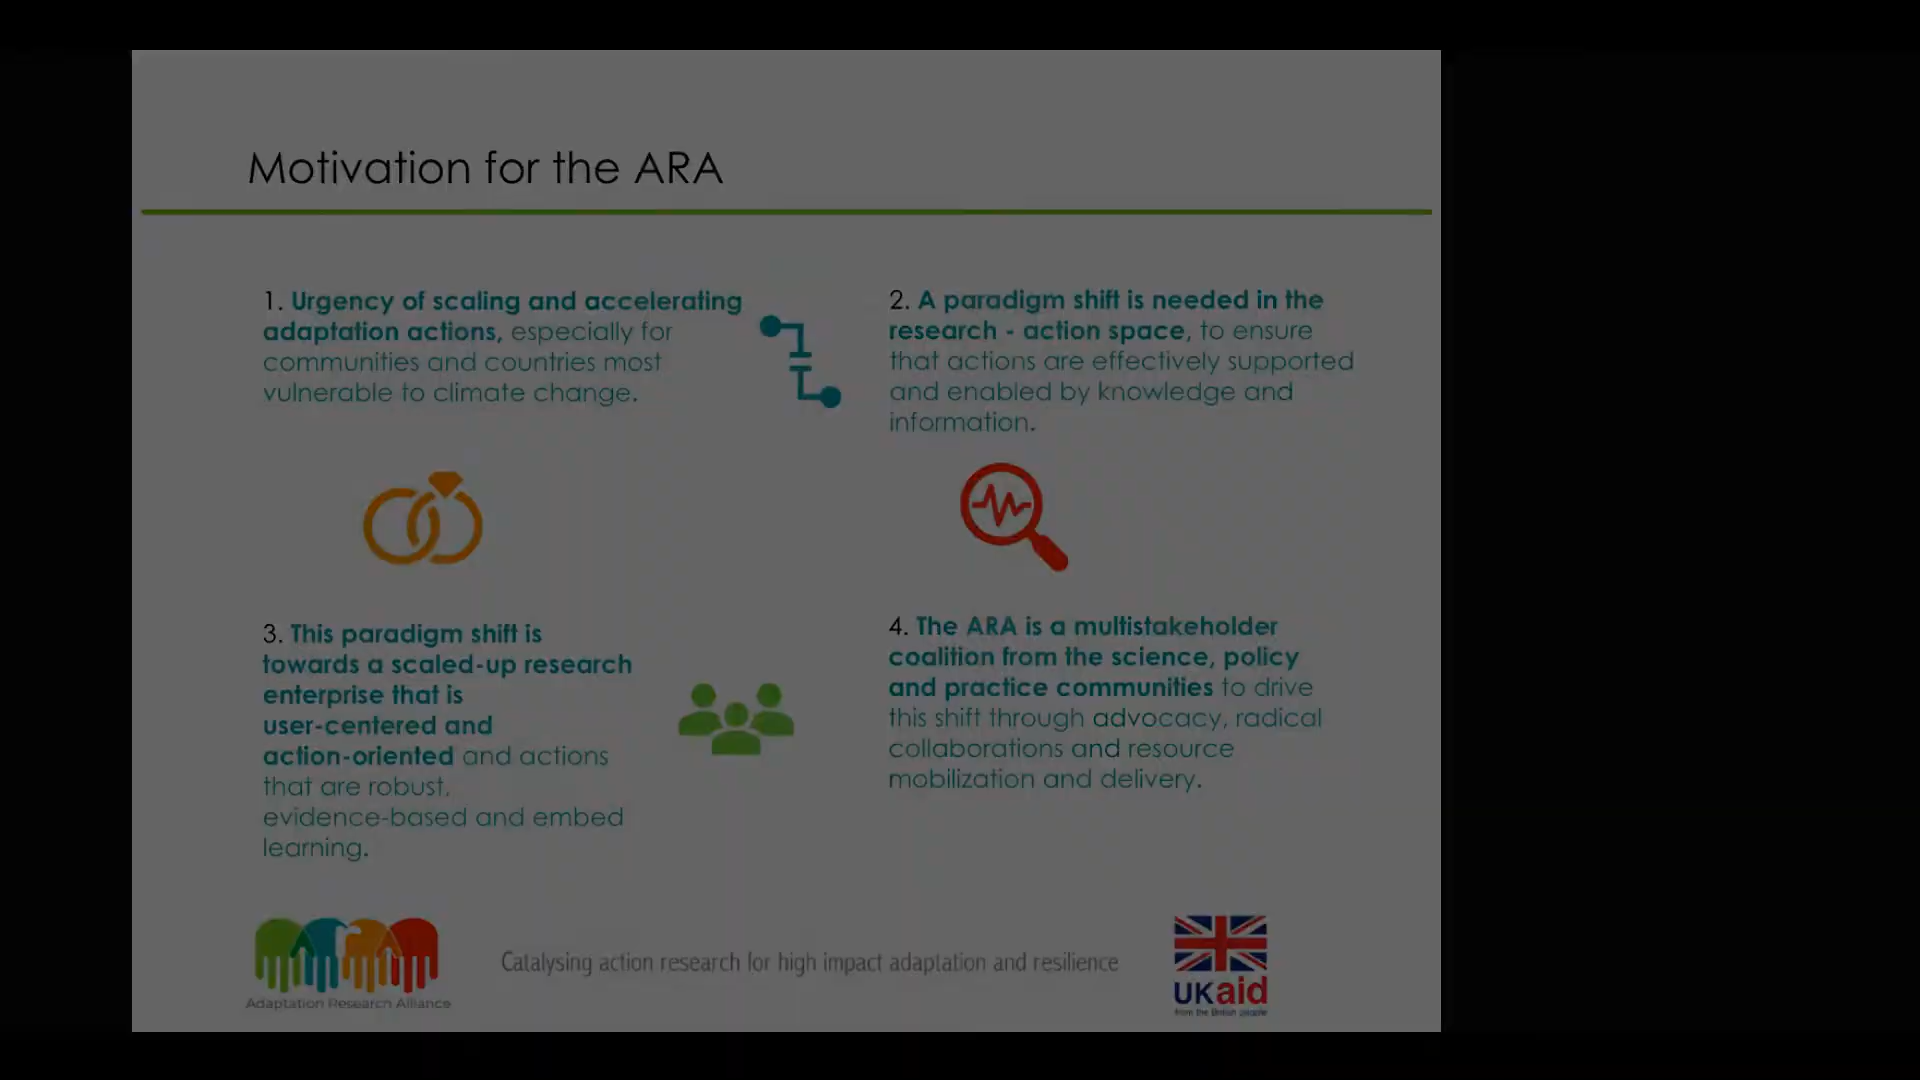 Motivation for the ARA
1. Urgency of scaling and accelerating
adaptation actions, especially for
communities and countries most
vulnerable to climate change.
2. A paradigm shift is needed in the
research - action space, to ensure
that actions are effectively supported
and enabled by knowledge and
information.
3. This paradigm shift is
towards a scaled-up research
enterprise that is
user-centered and
action-oriented and actions
that are robust,
evidence-based and embed
learning.
4. The ARA is a multistakeholder
coalition from the science, policy
and practice communities to drive
this shift through advocacy, radical
collaborations and resource
mobilization and delivery.
Adaptation Research Alliance
Catalysing action research for high impact adaptation and resilience
UKaid
from the British people